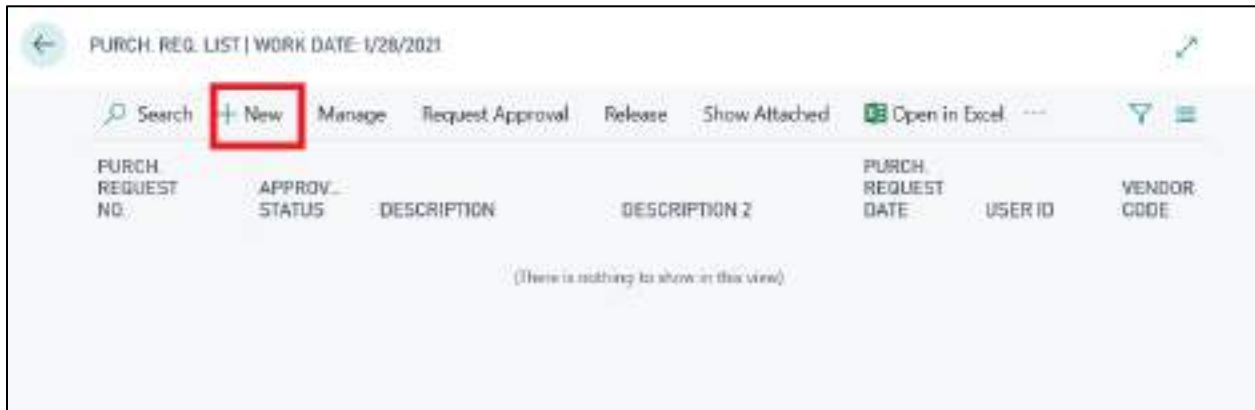 PURCH. REQ. LIST | WORK DATE: 1/28/2021
Search + New Manage Request Approval Release Show Attached Open in Excel ...
PURCH. REQUEST NO. APPROV... STATUS DESCRIPTION DESCRIPTION 2 PURCH. REQUEST DATE USER ID VENDOR CODE
(There is nothing to show in this view)